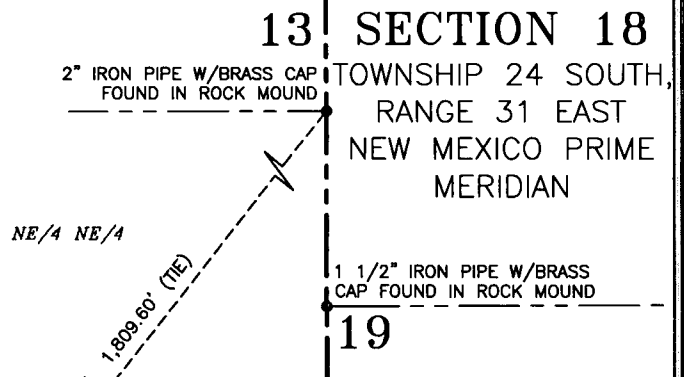 13
SECTION 18
2" IRON PIPE W/BRASS CAP
FOUND IN ROCK MOUND
TOWNSHIP 24 SOUTH,
RANGE 31 EAST
NEW MEXICO PRIME
MERIDIAN
NE/4 NE/4
1,809.60' (TIE)
1 1/2" IRON PIPE W/BRASS
CAP FOUND IN ROCK MOUND
19